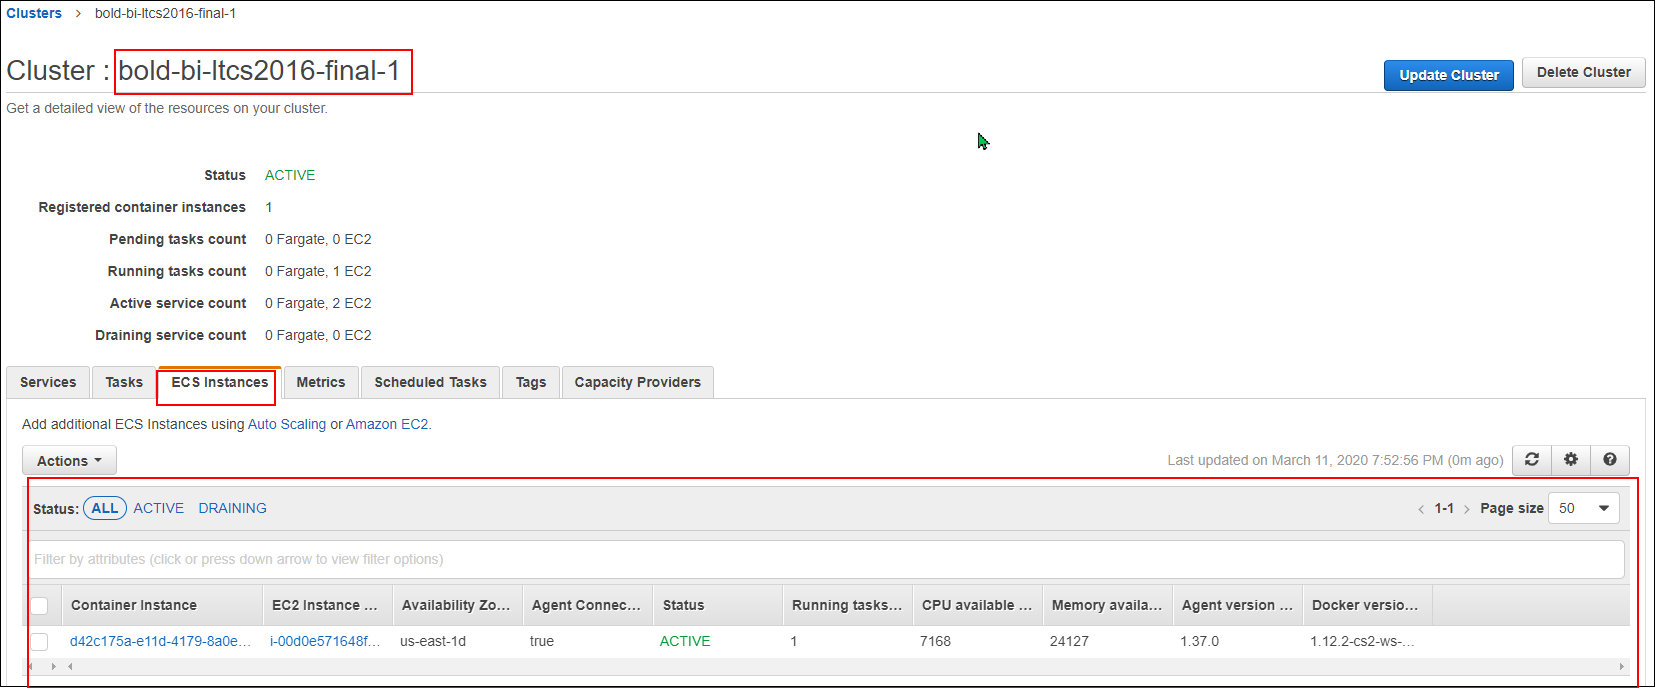 Clusters > bold-bi-ltcs2016-final-1
Cluster : bold-bi-ltcs2016-final-1
Update Cluster Delete Cluster
Get a detailed view of the resources on your cluster.
Status ACTIVE
Registered container instances 1
Pending tasks count 0 Fargate, 0 EC2
Running tasks count 0 Fargate, 1 EC2
Active service count 0 Fargate, 2 EC2
Draining service count 0 Fargate, 0 EC2
Services Tasks ECS Instances Metrics Scheduled Tasks Tags Capacity Providers
Add additional ECS Instances using Auto Scaling or Amazon EC2.
Actions Last updated on March 11, 2020 7:52:56 PM (0m ago)
Status: ALL ACTIVE DRAINING < 1-1 > Page size 50
Filter by attributes (click or press down arrow to view filter options)
Container Instance EC2 Instance ... Availability Zo... Agent Connec... Status Running tasks... CPU available ... Memory availa... Agent version ... Docker versio...
d42c175a-e11d-4179-8a0e... i-00d0e571648f... us-east-1d true ACTIVE 1 7168 24127 1.37.0 1.12.2-cs2-ws-...